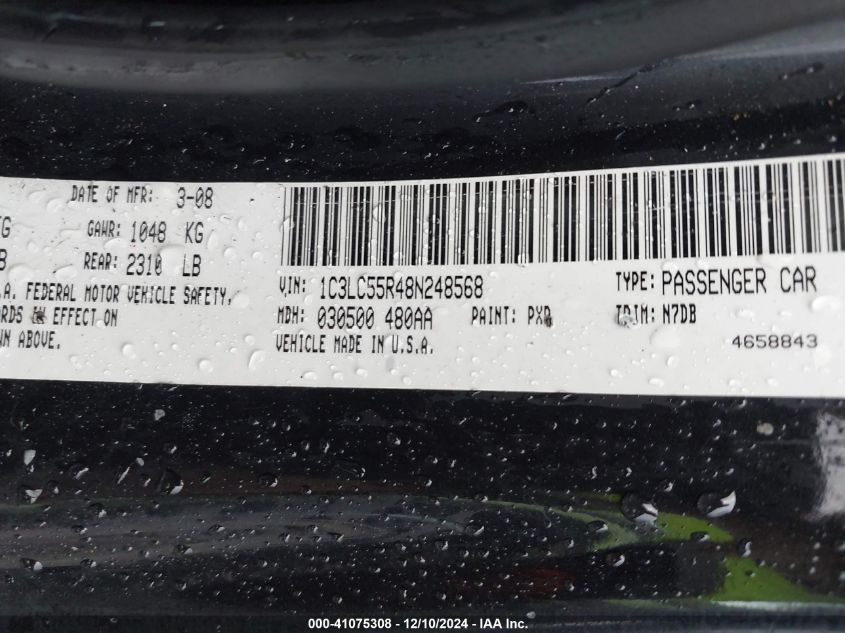 DATE OF MFR: 3-08
GAWR: 1048 KG
REAR: 2310 LB
.A. FEDERAL MOTOR VEHICLE SAFETY,
IN EFFECT ON
ABOVE.
VIN: 1C3LC55R48N248568 TYPE: PASSENGER CAR
MDH: 030500 480AA PAINT: PXR TRIM: N7DB
VEHICLE MADE IN U.S.A. 4658843
000-41075308 - 12/10/2024 - IAA Inc.